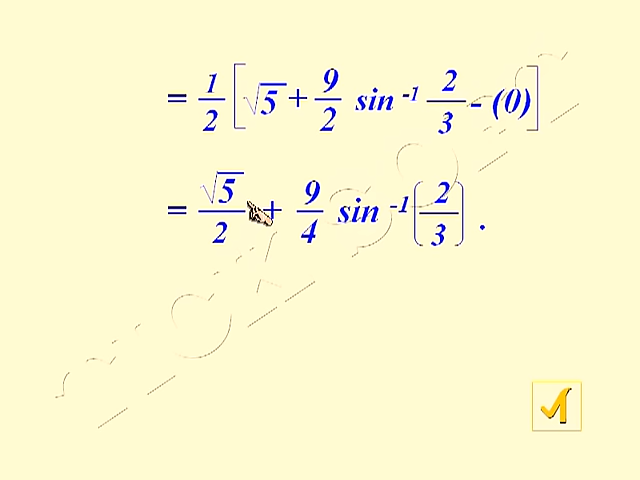 = 1/2 [√5 + 9/2 sin⁻¹ 2/3 - (0)]
= √5/2 + 9/4 sin⁻¹ (2/3) .